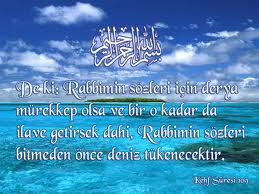 بسم الله الرحمن الرحيم
De ki: Rabbimin sözleri için derya
mürekkep olsa ve bir o kadar da
ilave getirsek dahi, Rabbimin sözleri
bitmeden önce deniz tükenecektir.
Kehf Sûresi 109